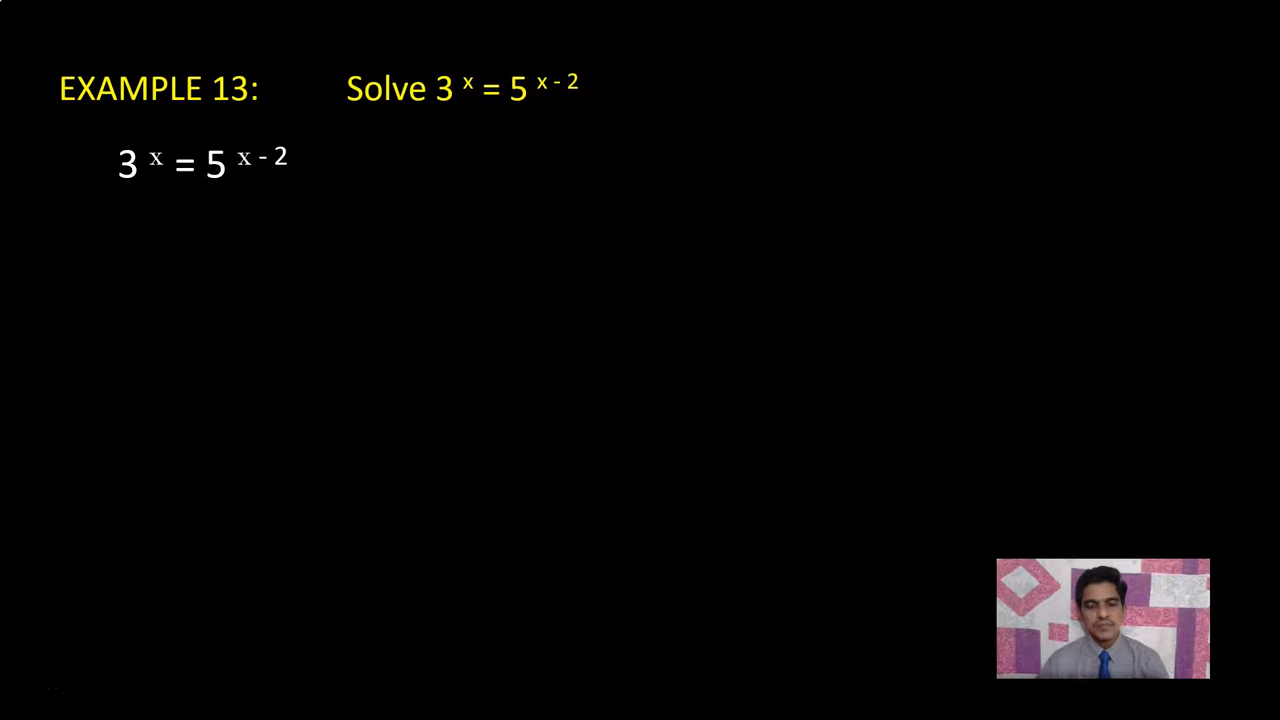 EXAMPLE 13: Solve 3 ˣ = 5 ˣ ⁻ ²
3 ˣ = 5 ˣ ⁻ ²